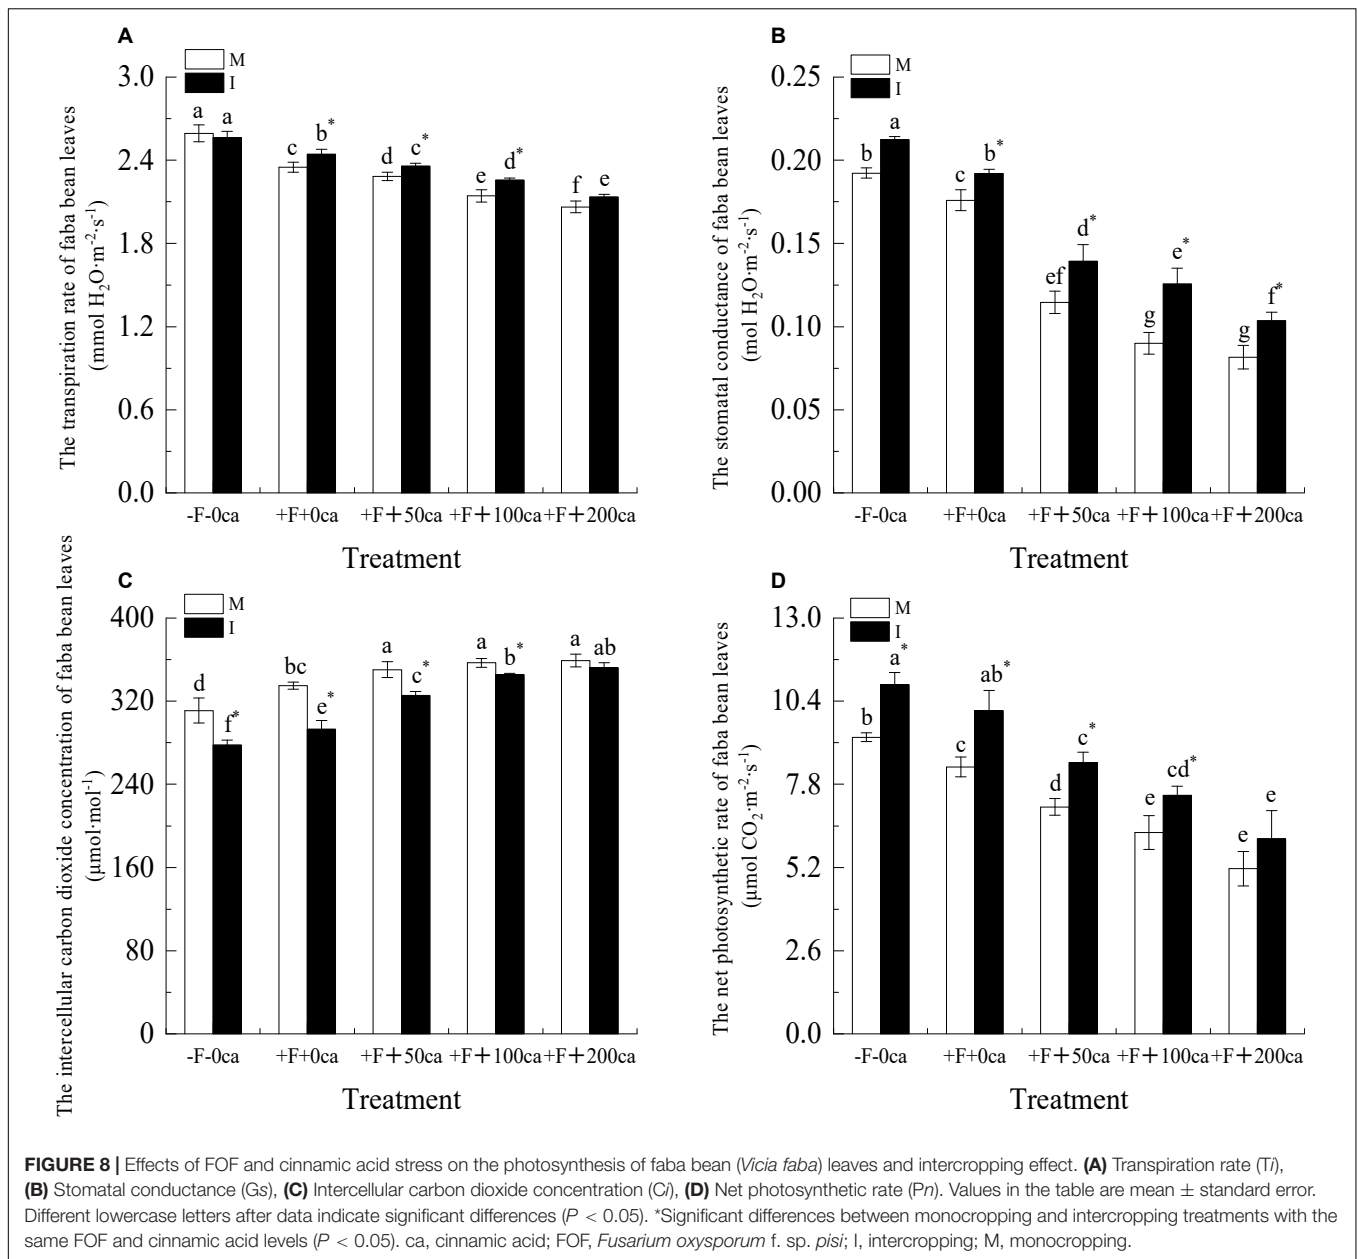 A
M
I
3.0
2.4
1.8
1.2
0.6
0.0
The transpiration rate of faba bean leaves
(mmol H₂O·m⁻²·s⁻¹)
a a c b* d c* e d* f e
-F-0ca +F+0ca +F+50ca +F+100ca +F+200ca
Treatment
B
M
I
0.25
0.20
0.15
0.10
0.05
0.00
The stomatal conductance of faba bean leaves
(mol H₂O·m⁻²·s⁻¹)
b a c b* ef d* g e* g f*
-F-0ca +F+0ca +F+50ca +F+100ca +F+200ca
Treatment
C
M
I
400
320
240
160
80
0
The intercellular carbon dioxide concentration of faba bean leaves
(μmol·mol⁻¹)
d f* bc e* a c* a b* a ab
-F-0ca +F+0ca +F+50ca +F+100ca +F+200ca
Treatment
D
M
I
13.0
10.4
7.8
5.2
2.6
0.0
The net photosynthetic rate of faba bean leaves
(μmol CO₂·m⁻²·s⁻¹)
b a* c ab* d c* e cd* e e
-F-0ca +F+0ca +F+50ca +F+100ca +F+200ca
Treatment
FIGURE 8 | Effects of FOF and cinnamic acid stress on the photosynthesis of faba bean (Vicia faba) leaves and intercropping effect. (A) Transpiration rate (Ti),
(B) Stomatal conductance (Gs), (C) Intercellular carbon dioxide concentration (Ci), (D) Net photosynthetic rate (Pn). Values in the table are mean ± standard error.
Different lowercase letters after data indicate significant differences (P < 0.05). *Significant differences between monocropping and intercropping treatments with the
same FOF and cinnamic acid levels (P < 0.05). ca, cinnamic acid; FOF, Fusarium oxysporum f. sp. pisi; I, intercropping; M, monocropping.